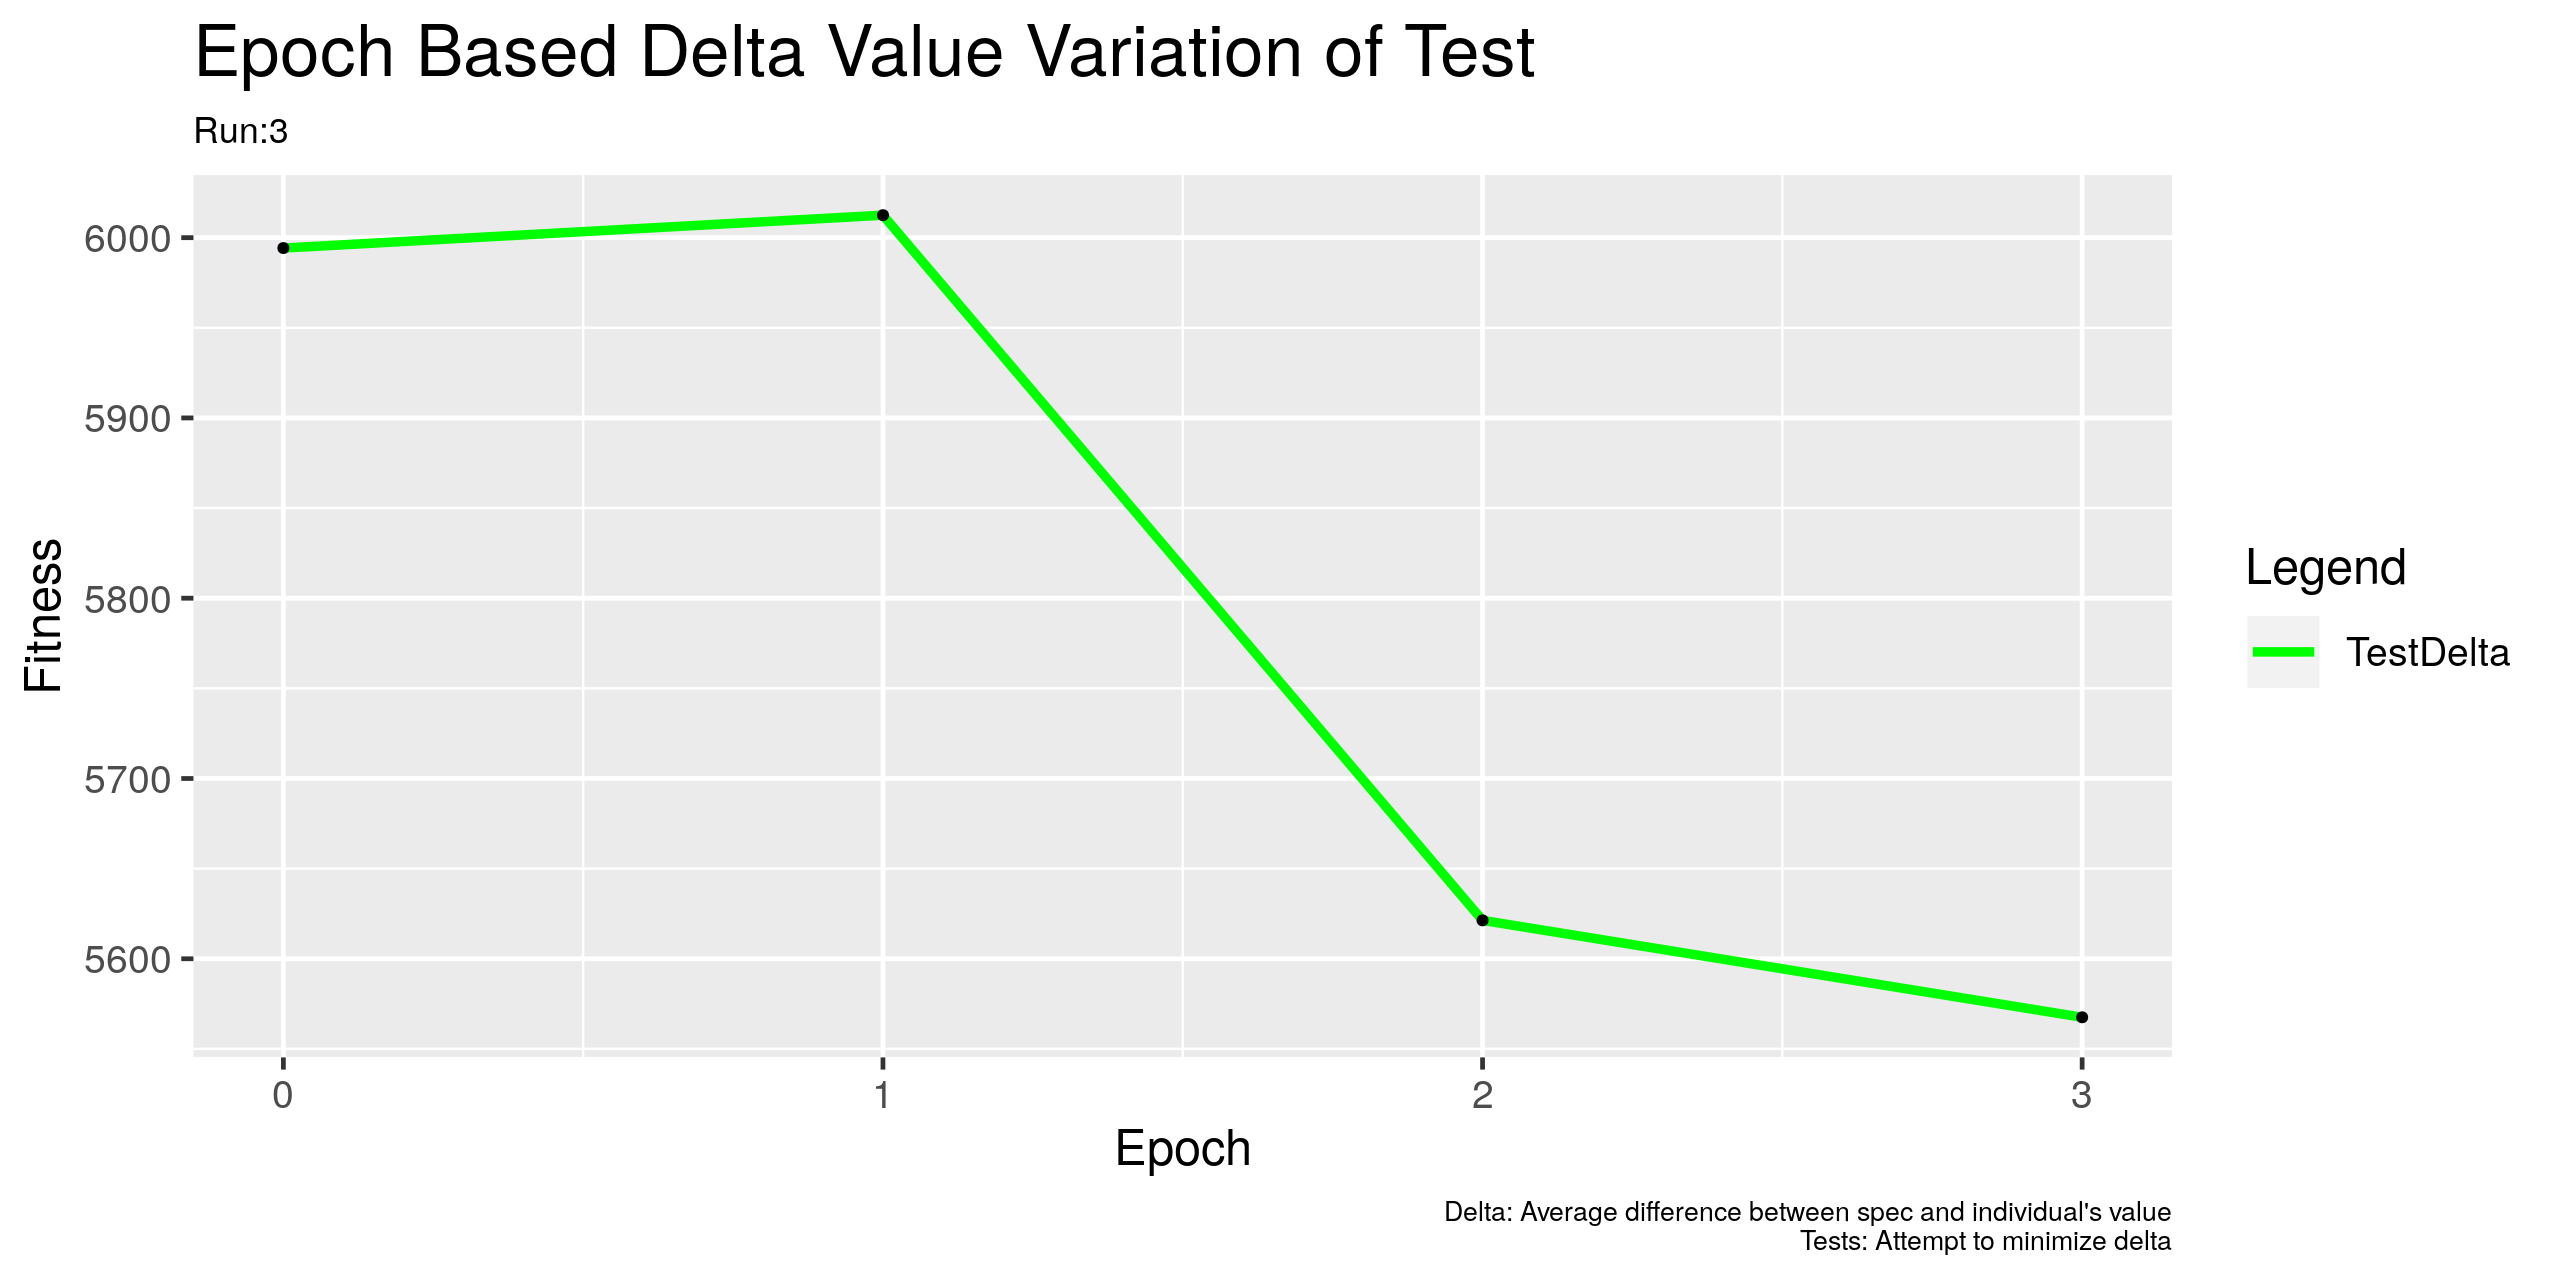 Epoch Based Delta Value Variation of Test
Run:3
Fitness
6000
5900
5800
5700
5600
0
1
2
3
Epoch
Legend
TestDelta
Delta: Average difference between spec and individual's value
Tests: Attempt to minimize delta